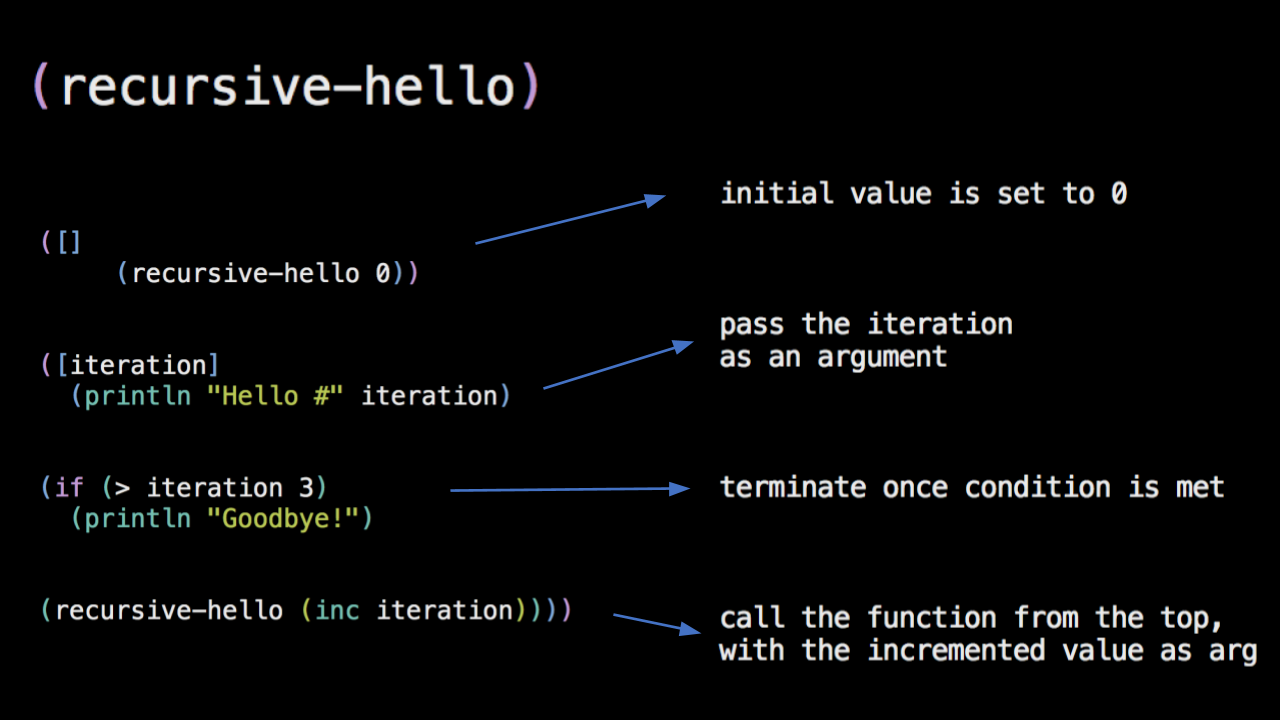 (recursive-hello)
initial value is set to 0
([]
(recursive-hello 0))
pass the iteration
as an argument
([iteration]
(println "Hello #" iteration)
(if (> iteration 3)
(println "Goodbye!")
terminate once condition is met
(recursive-hello (inc iteration))))
call the function from the top,
with the incremented value as arg